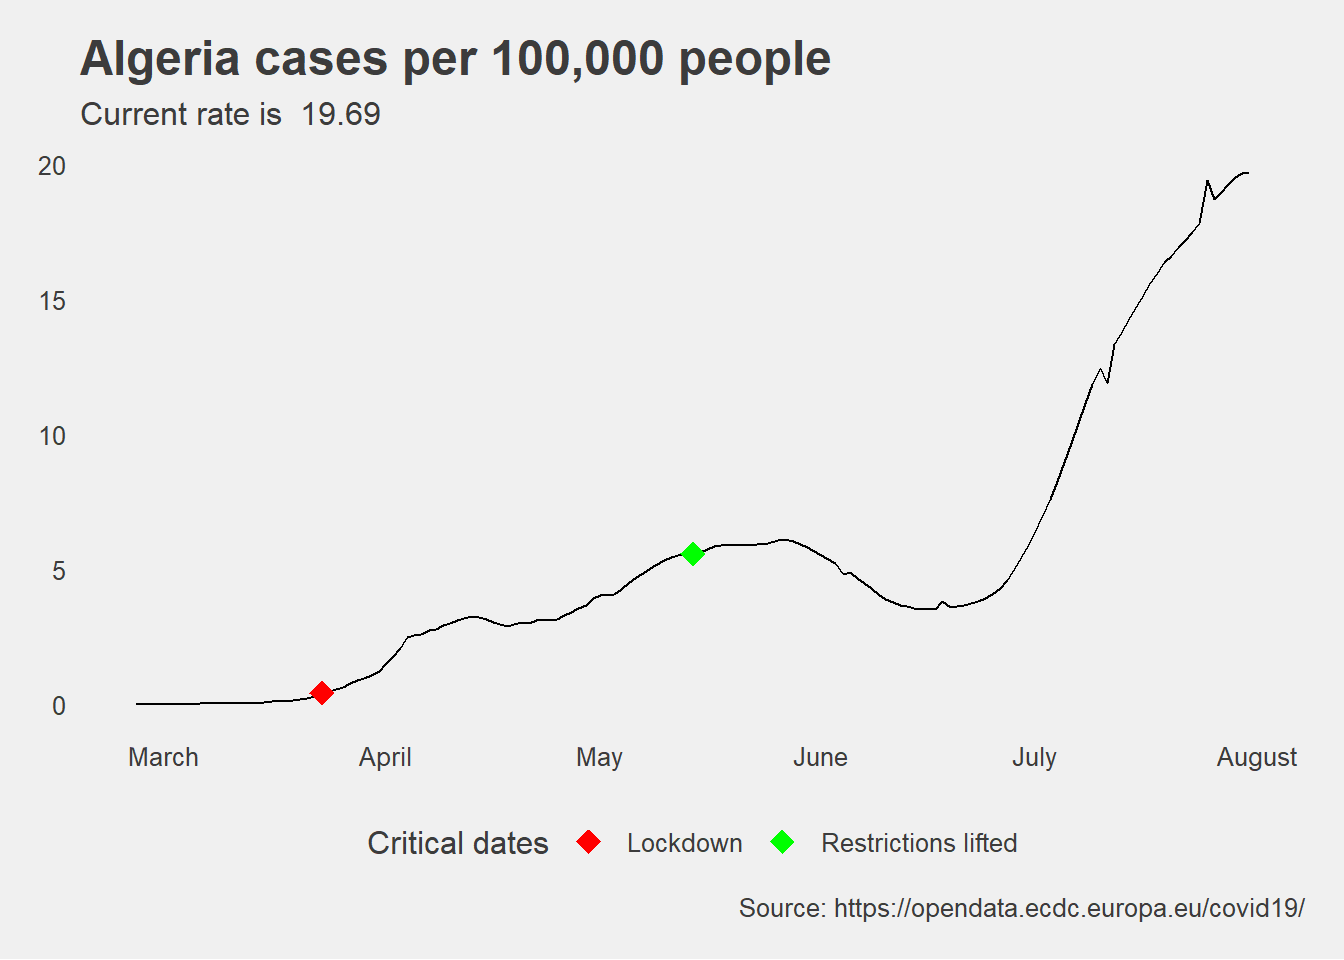 Algeria cases per 100,000 people
Current rate is  19.69
20
15
10
5
0
March April May June July August
Critical dates Lockdown Restrictions lifted
Source: https://opendata.ecdc.europa.eu/covid19/